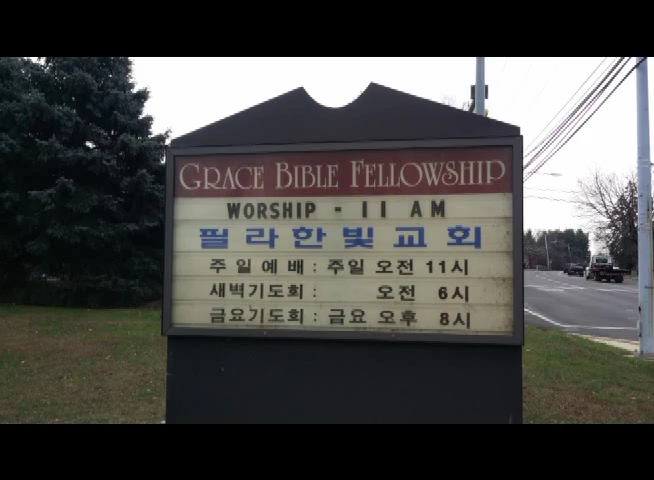 GRACE BIBLE FELLOWSHIP
WORSHIP - 11 AM
필라한빛교회
주일예배 : 주일 오전 11시
새벽기도회 : 오전 6시
금요기도회 : 금요 오후 8시